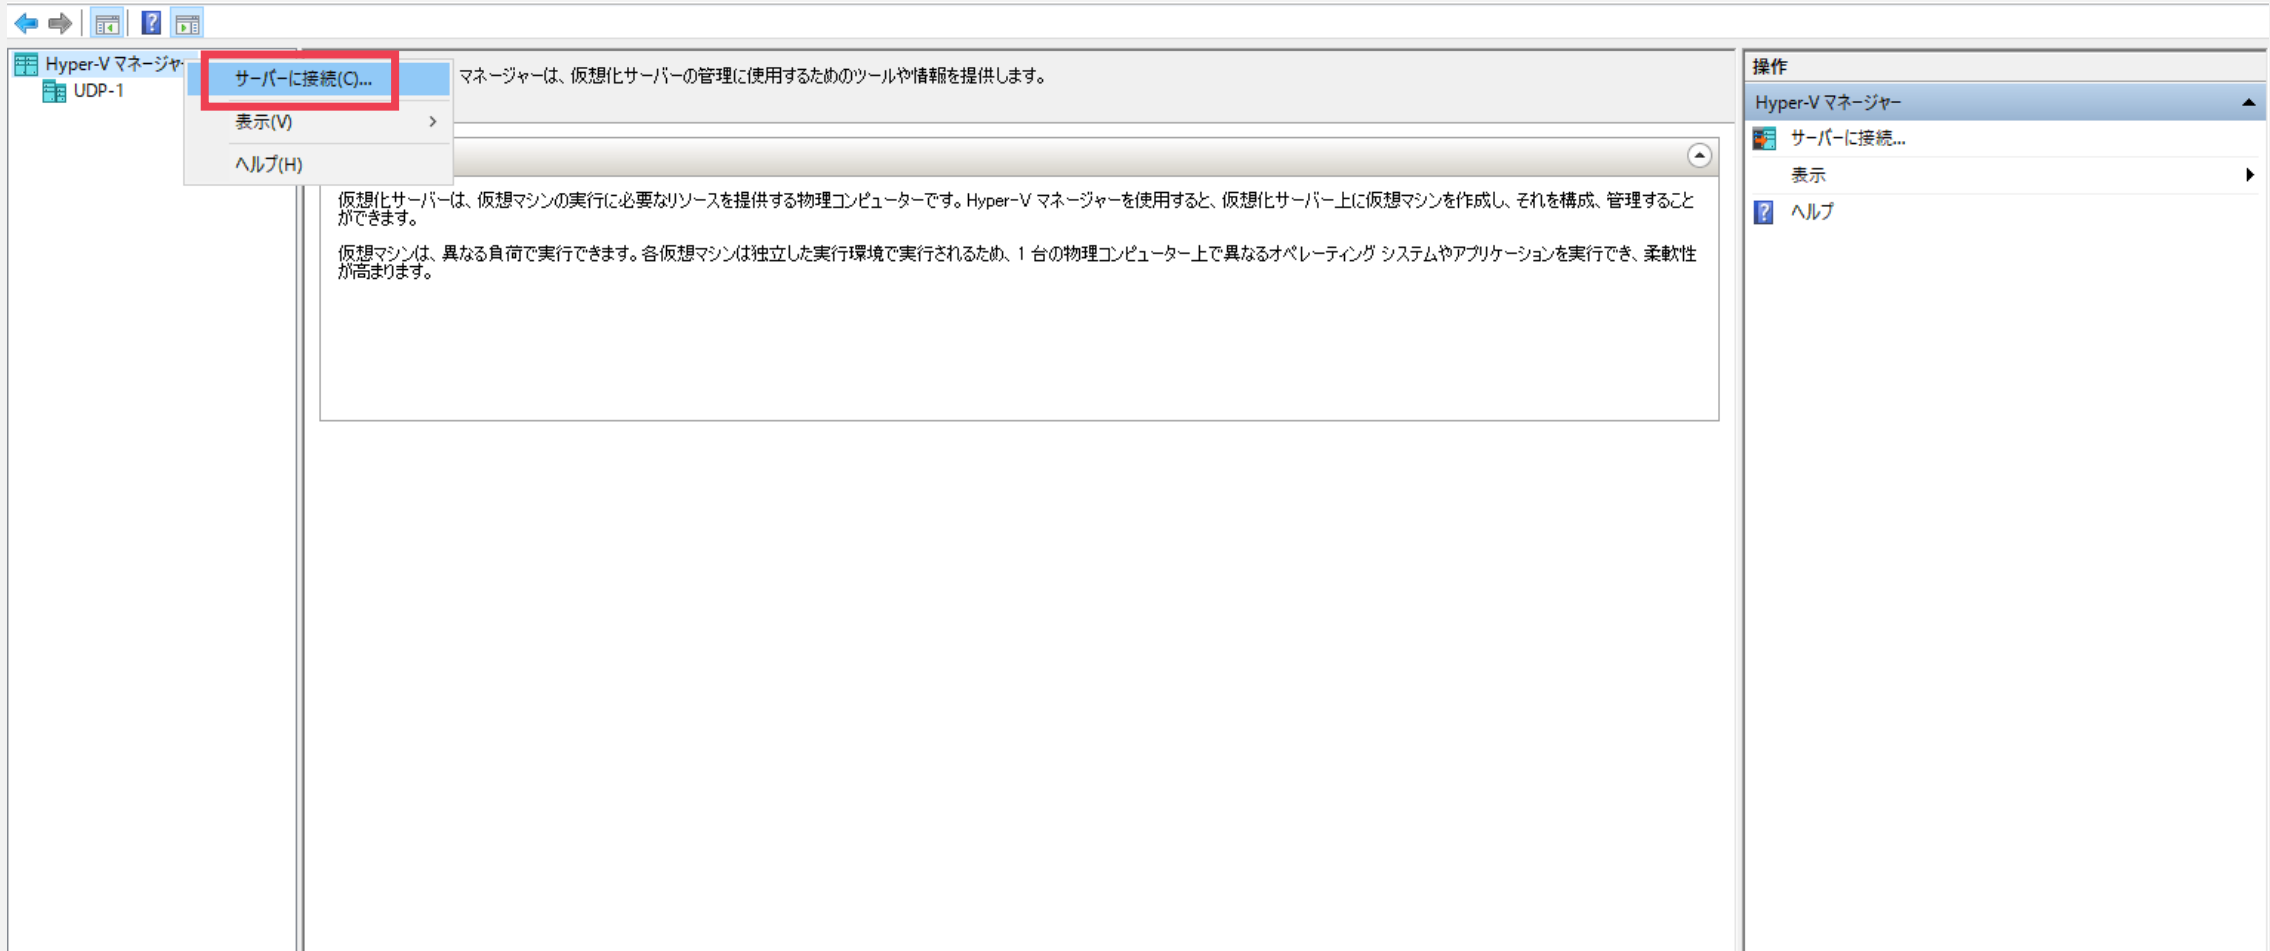 Hyper-V マネージャー
UDP-1
サーバーに接続(C)...
表示(V)
ヘルプ(H)
マネージャーは、仮想化サーバーの管理に使用するためのツールや情報を提供します。
仮想化サーバーは、仮想マシンの実行に必要なリソースを提供する物理コンピューターです。Hyper-V マネージャーを使用すると、仮想化サーバー上に仮想マシンを作成し、それを構成、管理すること
ができます。
仮想マシンは、異なる負荷で実行できます。各仮想マシンは独立した実行環境で実行されるため、1 台の物理コンピューター上で異なるオペレーティング システムやアプリケーションを実行でき、柔軟性
が高まります。
操作
Hyper-V マネージャー
サーバーに接続...
表示
ヘルプ